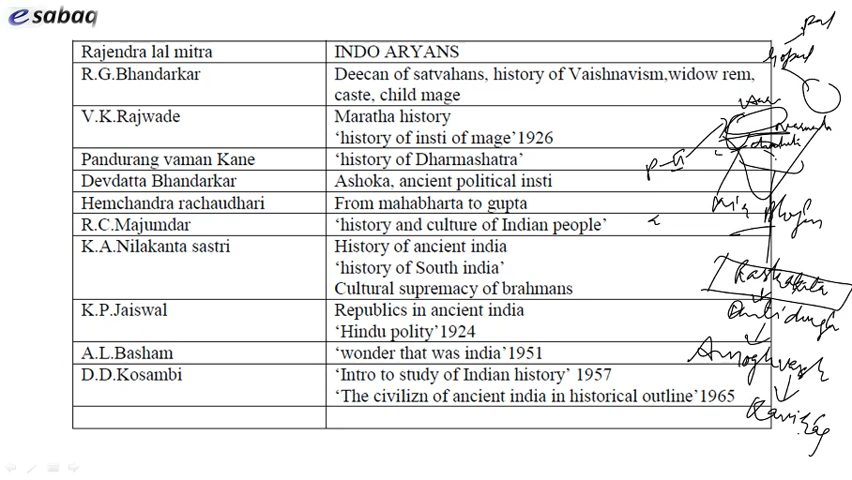 esabaq
Rajendra lal mitra INDO ARYANS
R.G.Bhandarkar Deecan of satvahans, history of Vaishnavism,widow rem,
caste, child mage
V.K.Rajwade Maratha history
‘history of insti of mage’1926
Pandurang vaman Kane ‘history of Dharmashatra’
Devdatta Bhandarkar Ashoka, ancient political insti
Hemchandra rachaudhari From mahabharta to gupta
R.C.Majumdar ‘history and culture of Indian people’
K.A.Nilakanta sastri History of ancient india
‘history of South india’
Cultural supremacy of brahmans
K.P.Jaiswal Republics in ancient india
‘Hindu polity’1924
A.L.Basham ‘wonder that was india’1951
D.D.Kosambi ‘Intro to study of Indian history’ 1957
‘The civilizn of ancient india in historical outline’1965
Pal
Gopal
Rastrakuta